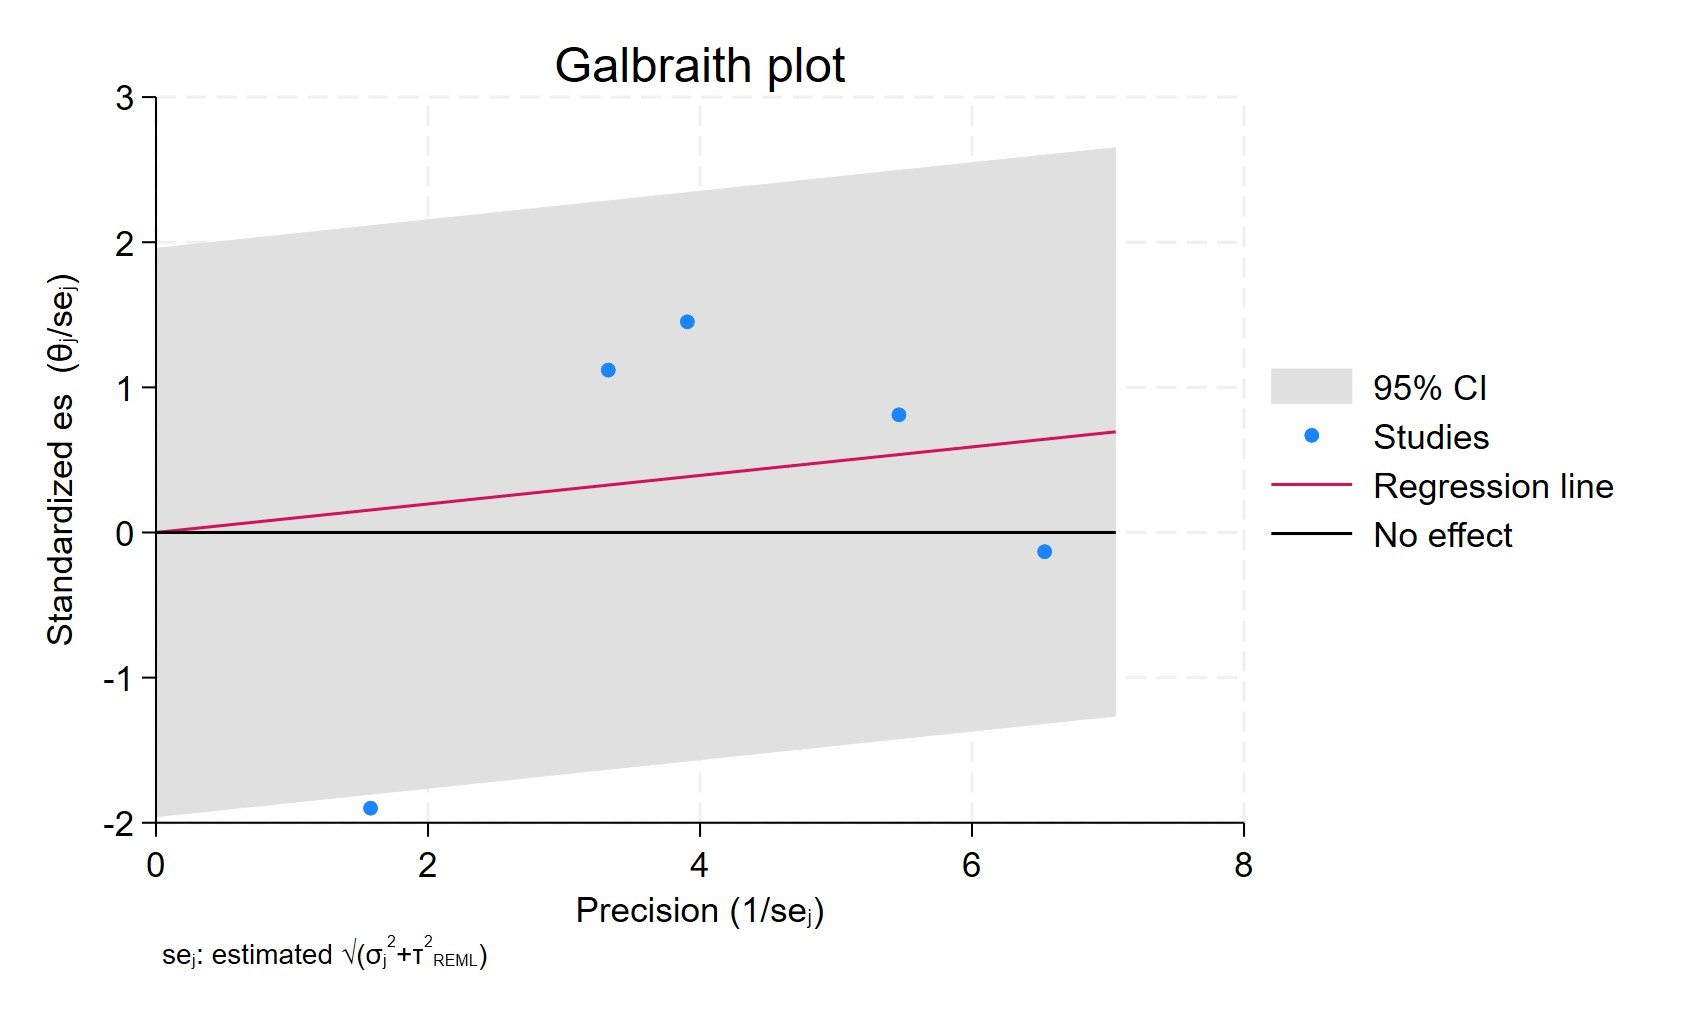 Galbraith plot
3
2
1
0
-1
-2
Standardized es (θⱼ/seⱼ)
0 2 4 6 8
Precision (1/seⱼ)
95% CI
Studies
Regression line
No effect
seⱼ: estimated √(σⱼ²+τ²REML)